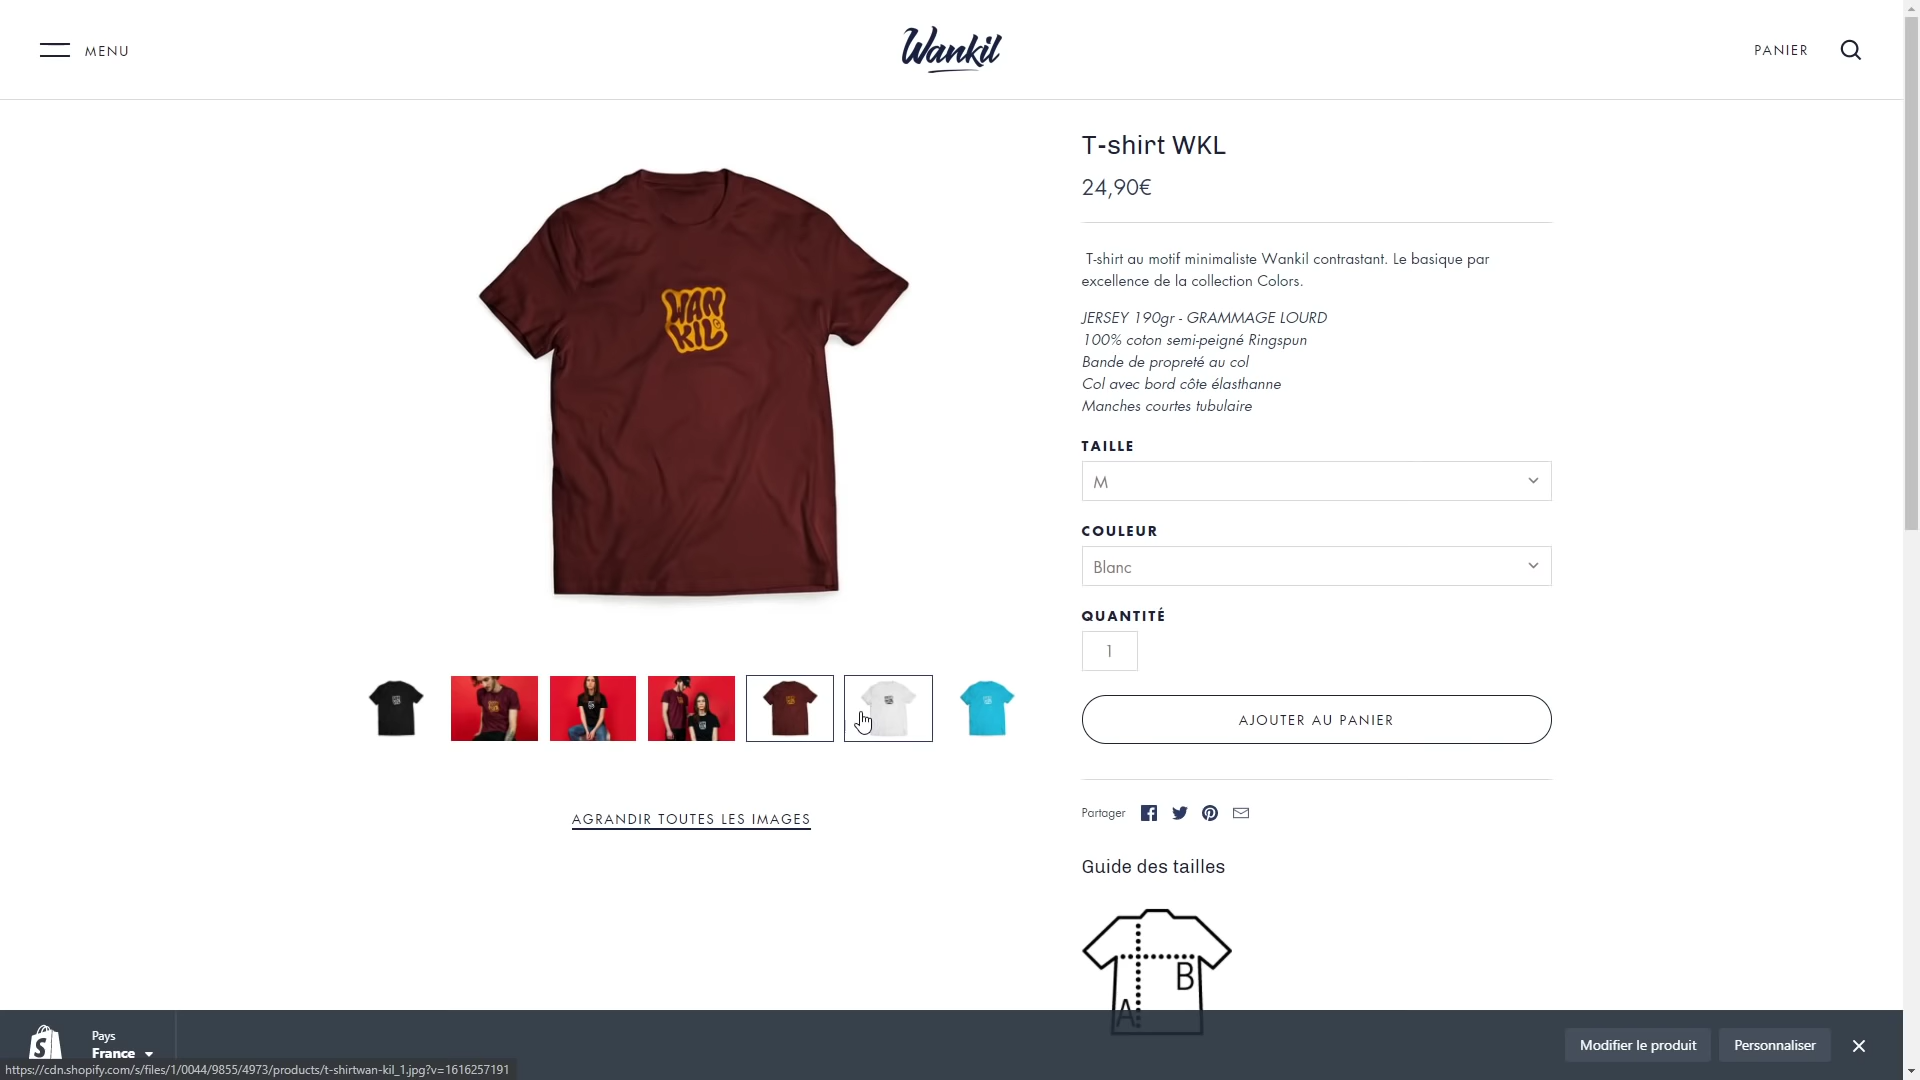 MENU
Wankil
PANIER
T-shirt WKL
24,90€
T-shirt au motif minimaliste Wankil contrastant. Le basique par
excellence de la collection Colors.
JERSEY 190gr - GRAMMAGE LOURD
100% coton semi-peigné Ringspun
Bande de propreté au col
Col avec bord côte élasthanne
Manches courtes tubulaire
WAN
KIL
TAILLE
M
COULEUR
Blanc
QUANTITÉ
1
AJOUTER AU PANIER
AGRANDIR TOUTES LES IMAGES
Partager
Guide des tailles
B
A
Pays
France
Modifier le produit
Personnaliser
https://cdn.shopify.com/s/files/1/0044/9855/4973/products/t-shirtwan-kil_1.jpg?v=1616257191